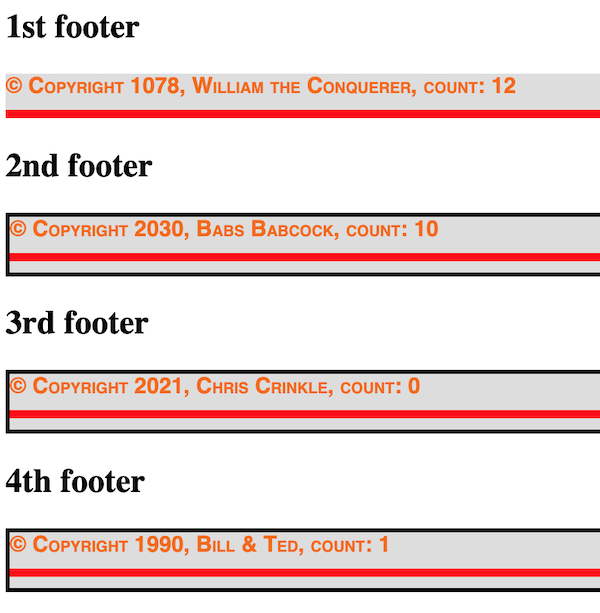 1st footer
© Copyright 1078, William the Conquerer, count: 12
2nd footer
© Copyright 2030, Babs Babcock, count: 10
3rd footer
© Copyright 2021, Chris Crinkle, count: 0
4th footer
© Copyright 1990, Bill & Ted, count: 1